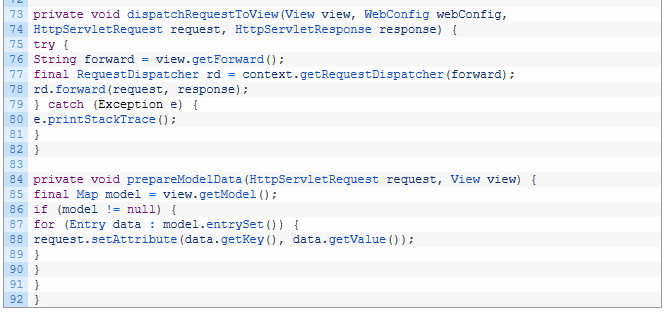 73 private void dispatchRequestToView(View view, WebConfig webConfig,
74 HttpServletRequest request, HttpServletResponse response) {
75 try {
76 String forward = view.getForward();
77 final RequestDispatcher rd = context.getRequestDispatcher(forward);
78 rd.forward(request, response);
79 } catch (Exception e) {
80 e.printStackTrace();
81 }
82 }
83
84 private void prepareModelData(HttpServletRequest request, View view) {
85 final Map model = view.getModel();
86 if (model != null) {
87 for (Entry data : model.entrySet()) {
88 request.setAttribute(data.getKey(), data.getValue());
89 }
90 }
91 }
92 }